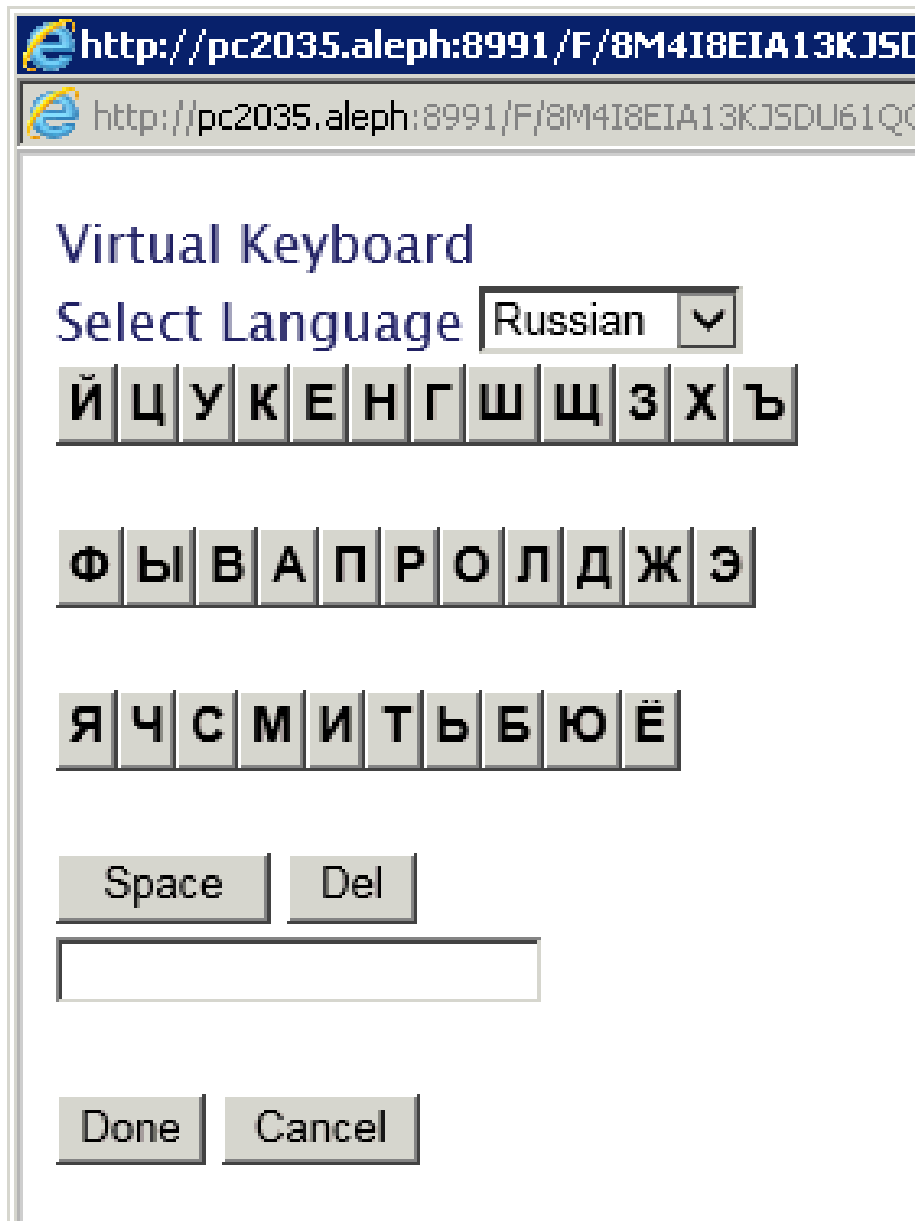 http://pc2035.aleph:8991/F/8M4I8EIA13KJSD
http://pc2035.aleph:8991/F/8M4I8EIA13KJSDU61Q
Virtual Keyboard
Select Language Russian
Й Ц У К Е Н Г Ш Щ З Х Ъ
Ф Ы В А П Р О Л Д Ж Э
Я Ч С М И Т Ь Б Ю Ё
Space Del
Done Cancel